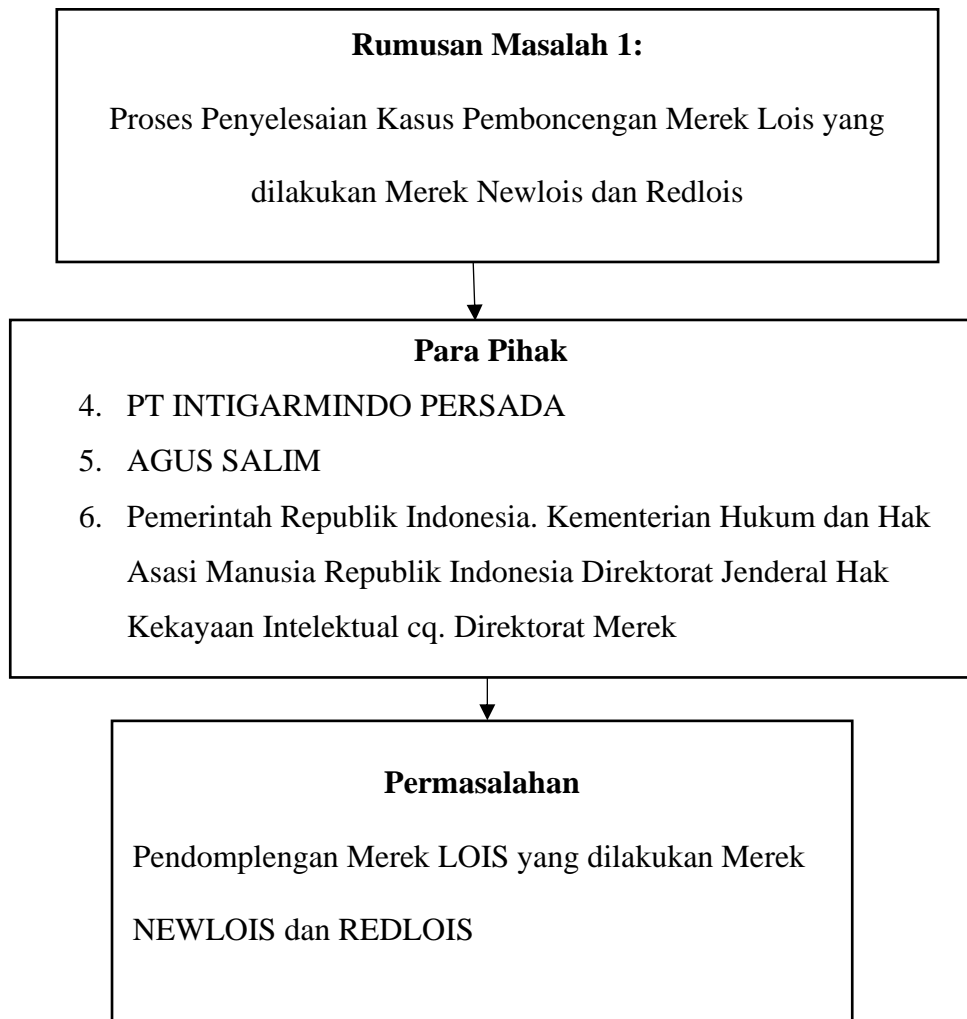 Rumusan Masalah 1:
Proses Penyelesaian Kasus Pemboncengan Merek Lois yang
dilakukan Merek Newlois dan Redlois
Para Pihak
4. PT INTIGARMINDO PERSADA
5. AGUS SALIM
6. Pemerintah Republik Indonesia. Kementerian Hukum dan Hak
Asasi Manusia Republik Indonesia Direktorat Jenderal Hak
Kekayaan Intelektual cq. Direktorat Merek
Permasalahan
Pendomplengan Merek LOIS yang dilakukan Merek
NEWLOIS dan REDLOIS